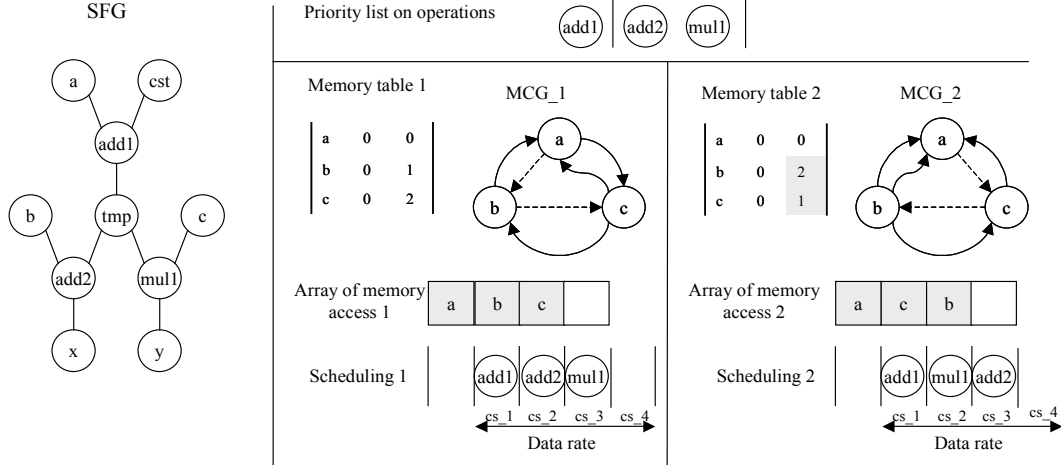 SFG
a
cst
add1
b
tmp
c
add2
mul1
x
y
Priority list on operations
add1
add2
mul1
Memory table 1
a 0 0
b 0 1
c 0 2
MCG_1
a
b
c
Array of memory
access 1
a b c
Scheduling 1
add1 add2 mul1
cs_1 cs_2 cs_3 cs_4
Data rate
Memory table 2
a 0 0
b 0 2
c 0 1
MCG_2
a
b
c
Array of memory
access 2
a c b
Scheduling 2
add1 mul1 add2
cs_1 cs_2 cs_3 cs_4
Data rate